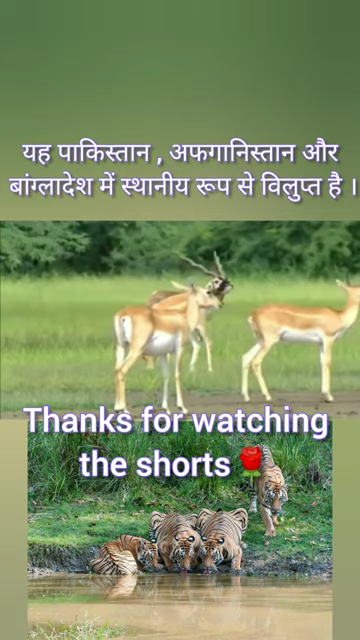 यह पाकिस्तान , अफगानिस्तान और
बांग्लादेश में स्थानीय रूप से विलुप्त है ।
Thanks for watching
the shorts🌹